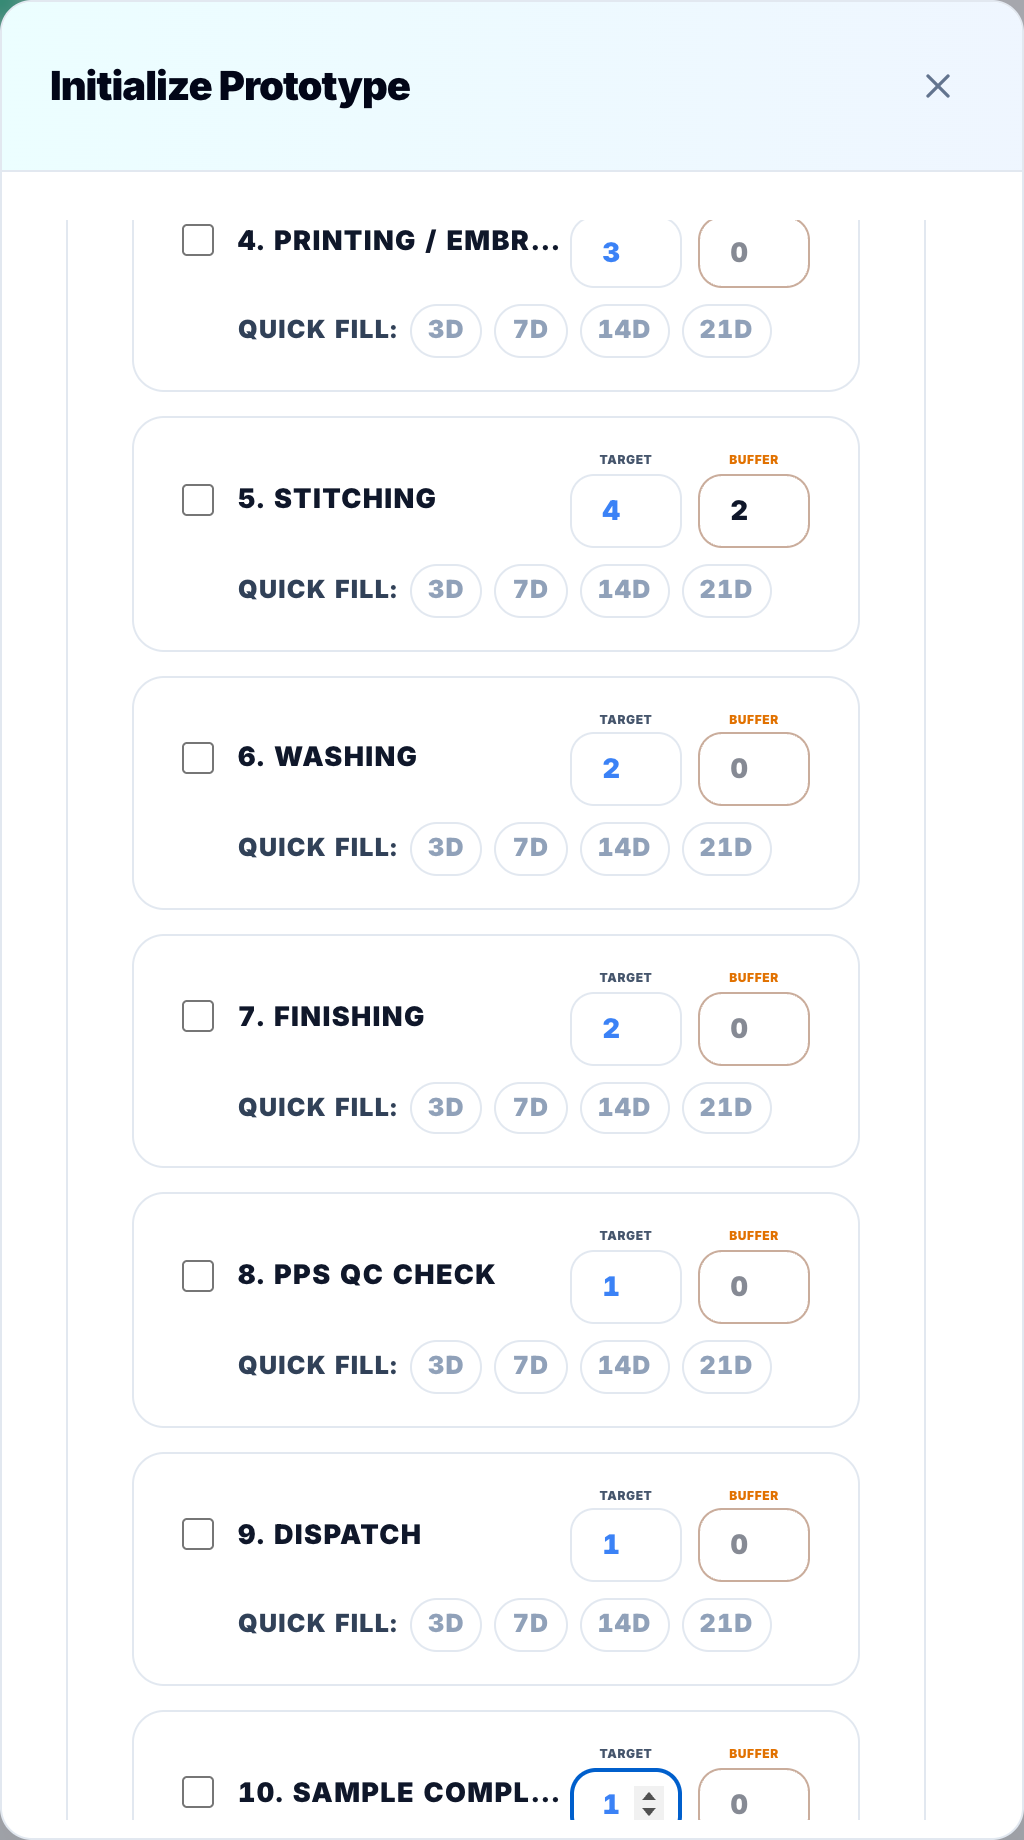 Initialize Prototype
4. PRINTING / EMBR... 3 0
QUICK FILL: 3D 7D 14D 21D
TARGET BUFFER
5. STITCHING 4 2
QUICK FILL: 3D 7D 14D 21D
TARGET BUFFER
6. WASHING 2 0
QUICK FILL: 3D 7D 14D 21D
TARGET BUFFER
7. FINISHING 2 0
QUICK FILL: 3D 7D 14D 21D
TARGET BUFFER
8. PPS QC CHECK 1 0
QUICK FILL: 3D 7D 14D 21D
TARGET BUFFER
9. DISPATCH 1 0
QUICK FILL: 3D 7D 14D 21D
TARGET BUFFER
10. SAMPLE COMPL... 1 0